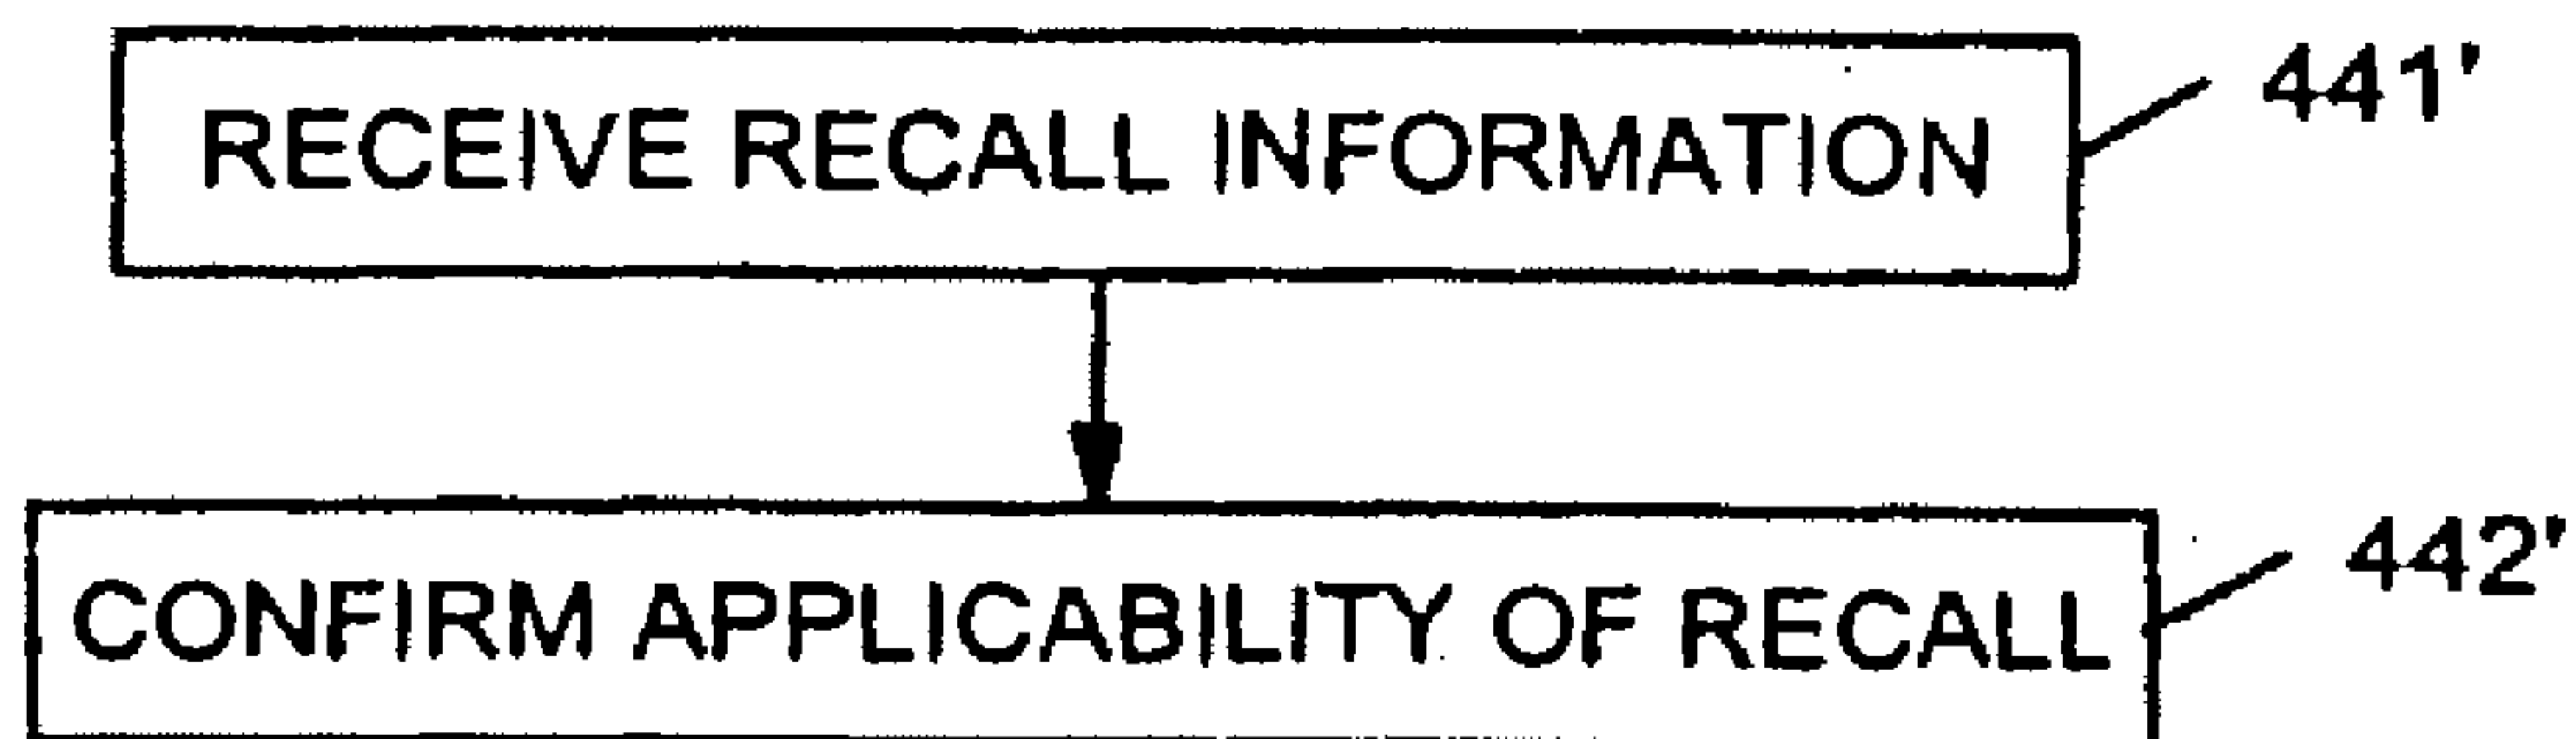 RECEIVE RECALL INFORMATION
441'
CONFIRM APPLICABILITY OF RECALL
442'